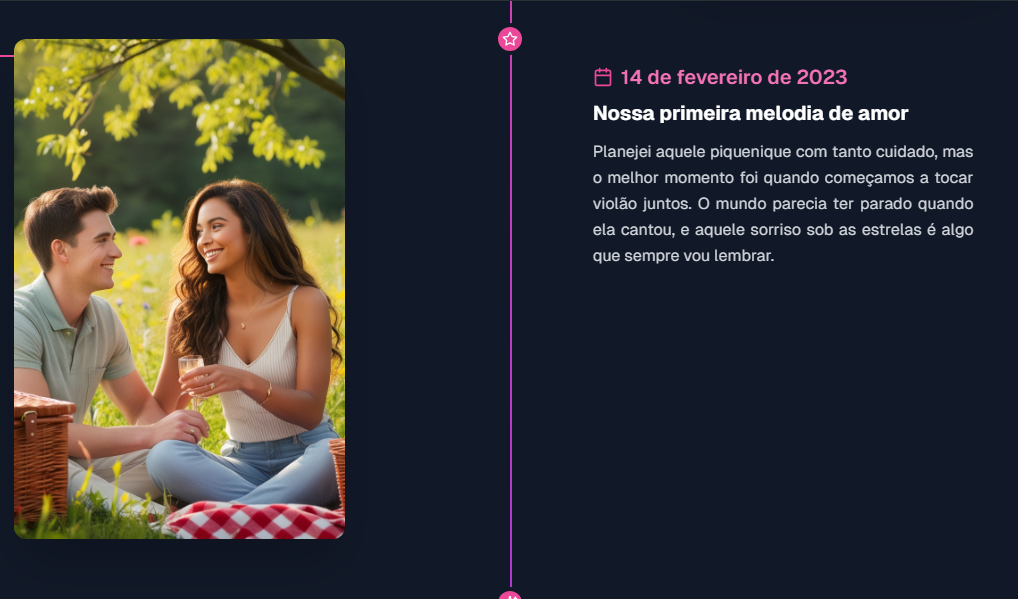 14 de fevereiro de 2023
Nossa primeira melodia de amor
Planejei aquele piquenique com tanto cuidado, mas
o melhor momento foi quando começamos a tocar
violão juntos. O mundo parecia ter parado quando
ela cantou, e aquele sorriso sob as estrelas é algo
que sempre vou lembrar.